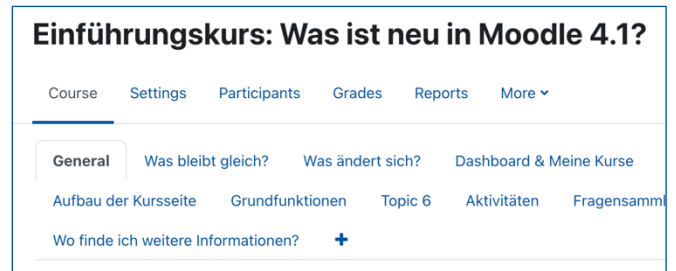 Einführungskurs: Was ist neu in Moodle 4.1?
Course Settings Participants Grades Reports More
General Was bleibt gleich? Was ändert sich? Dashboard & Meine Kurse
Aufbau der Kursseite Grundfunktionen Topic 6 Aktivitäten Fragensamml
Wo finde ich weitere Informationen? +